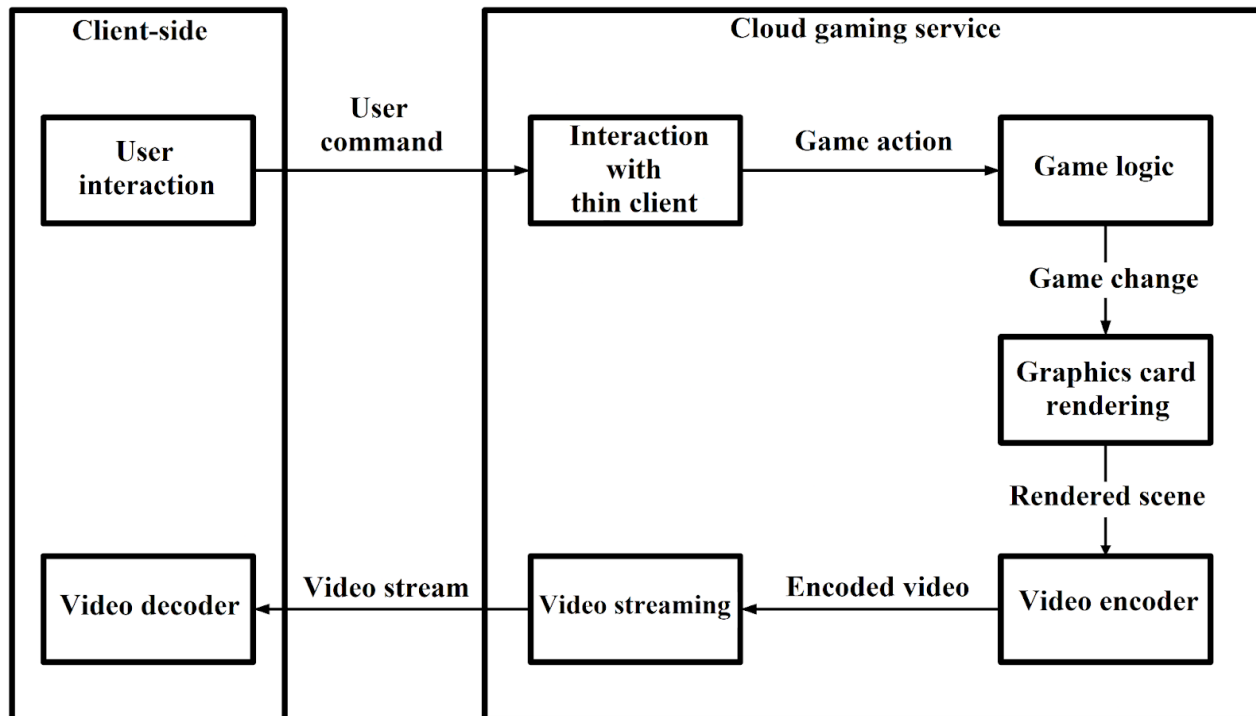 Client-side
Cloud gaming service
User
interaction
User
command
Interaction
with
thin client
Game action
Game logic
Game change
Graphics card
rendering
Rendered scene
Video decoder
Video stream
Video streaming
Encoded video
Video encoder